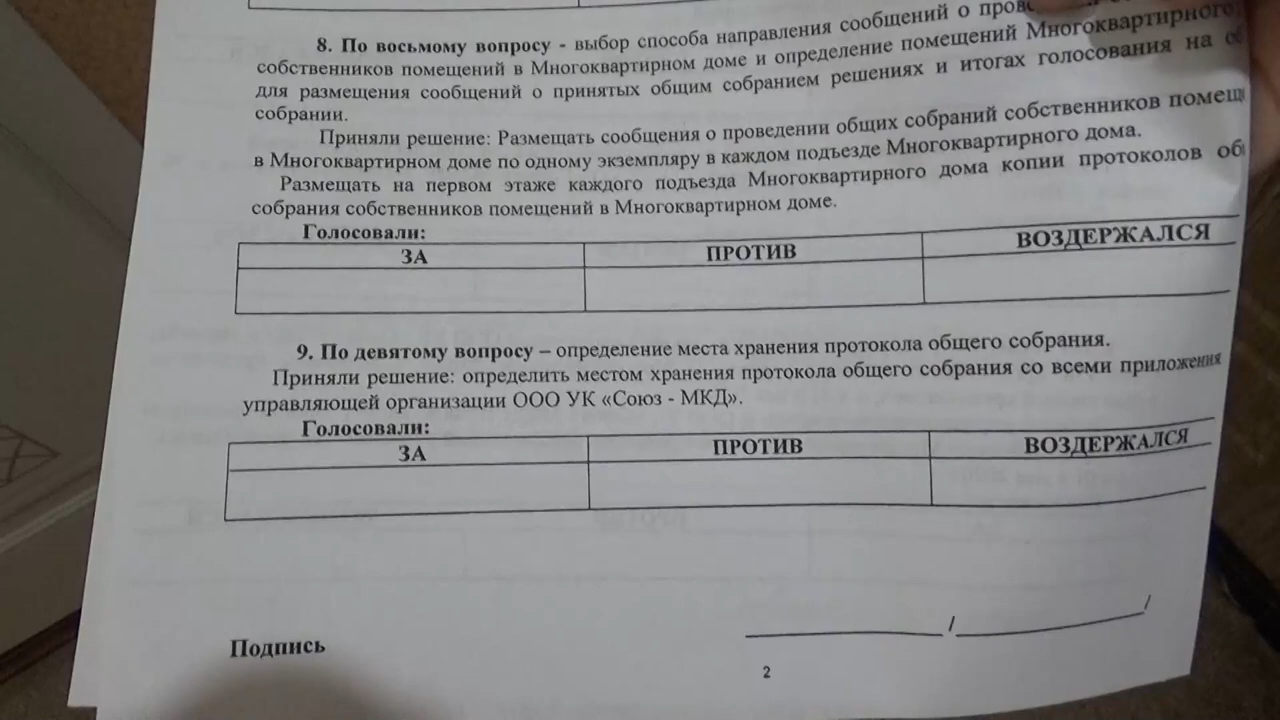 8. По восьмому вопросу - выбор способа направления сообщений о
собственников помещений в Многоквартирном доме и определение помещений Многоквартирного
для размещения сообщений о принятых общим собранием решениях и итогах голосования на
собрании.
Приняли решение: Размещать сообщения о проведении общих собраний собственников
в Многоквартирном доме по одному экземпляру в каждом подъезде Многоквартирного дома.
Размещать на первом этаже каждого подъезда Многоквартирного дома копии протоколов
собрания собственников помещений в Многоквартирном доме.
Голосовали:
ЗА ПРОТИВ ВОЗДЕРЖАЛСЯ
9. По девятому вопросу – определение места хранения протокола общего собрания.
Приняли решение: определить местом хранения протокола общего собрания со всеми приложения
управляющей организации ООО УК «Союз - МКД».
Голосовали:
ЗА ПРОТИВ ВОЗДЕРЖАЛСЯ
Подпись / /
2